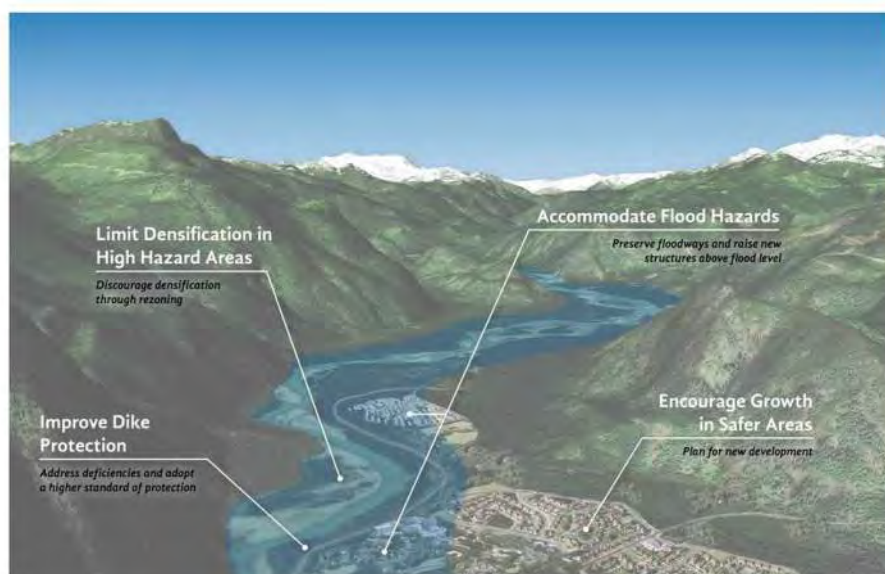 Accommodate Flood Hazards
Preserve floodways and raise new
structures above flood level
Limit Densification in
High Hazard Areas
Discourage densification
through rezoning
Encourage Growth
in Safer Areas
Plan for new development
Improve Dike
Protection
Address deficiencies and adopt
a higher standard of protection